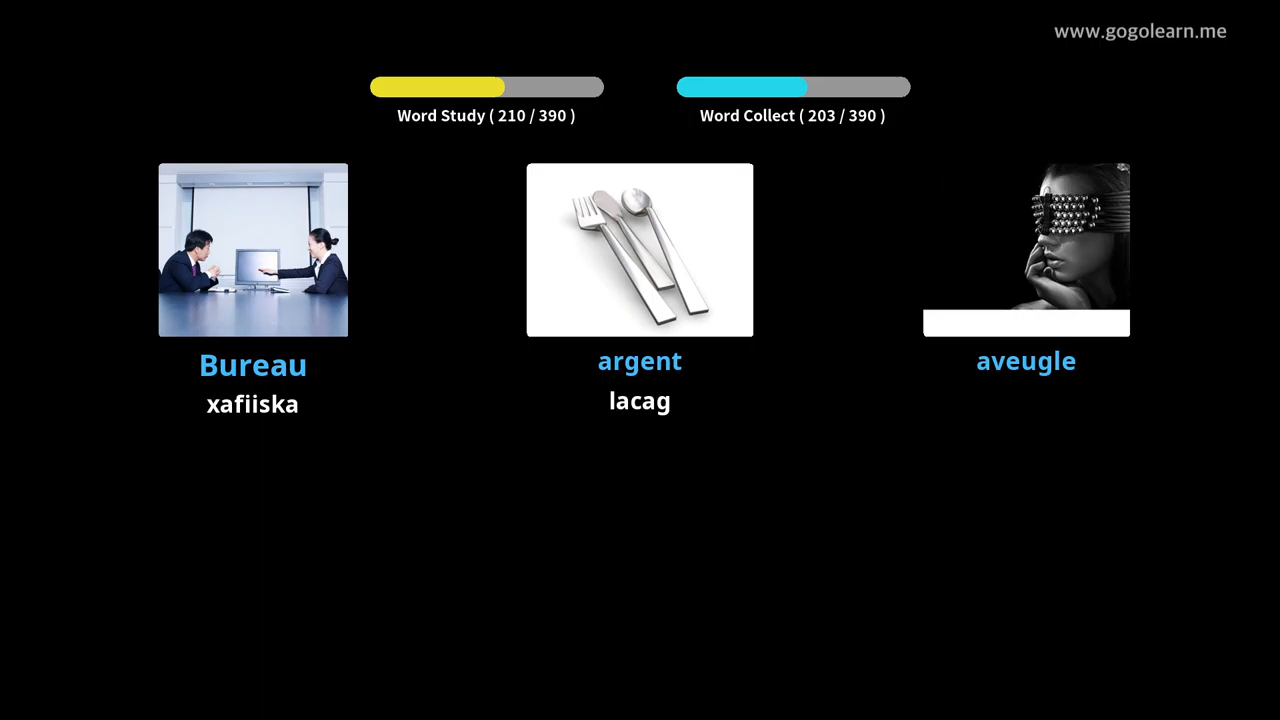 www.gogolearn.me
Word Study ( 210 / 390 )
Word Collect ( 203 / 390 )
Bureau
xafiiska
argent
lacag
aveugle